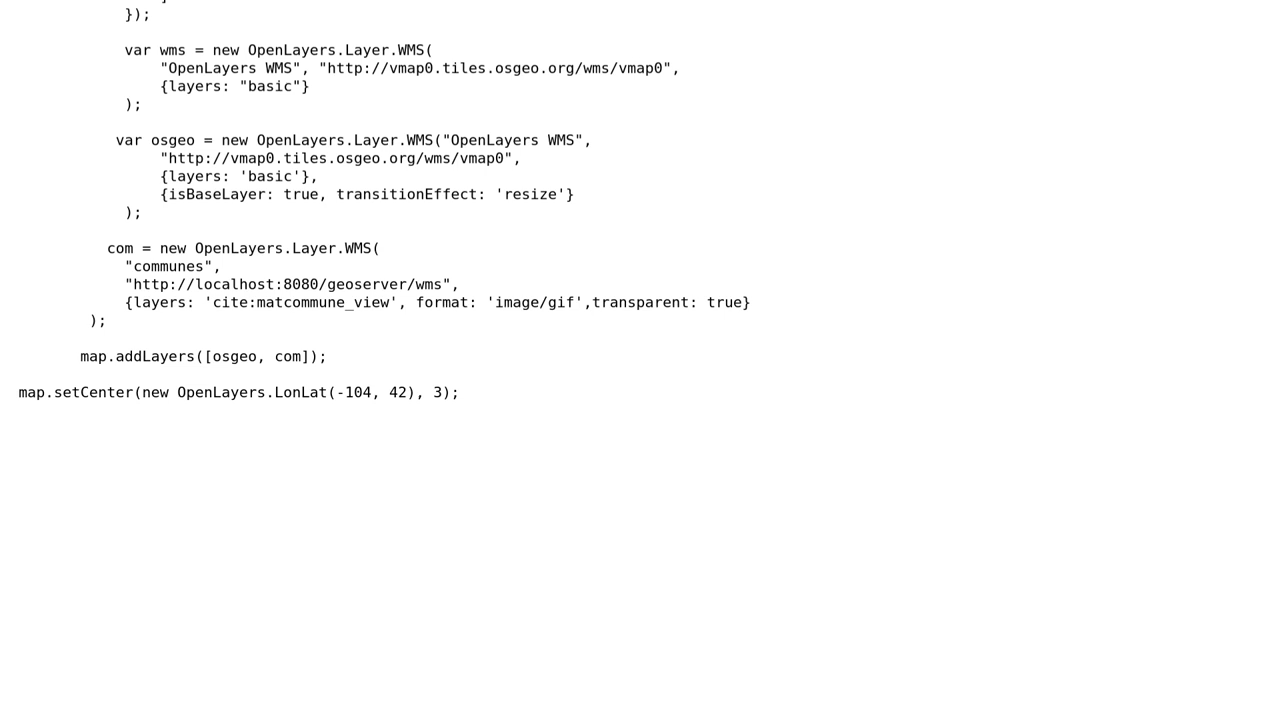 });
var wms = new OpenLayers.Layer.WMS(
"OpenLayers WMS", "http://vmap0.tiles.osgeo.org/wms/vmap0",
{layers: "basic"}
);
var osgeo = new OpenLayers.Layer.WMS("OpenLayers WMS",
"http://vmap0.tiles.osgeo.org/wms/vmap0",
{layers: 'basic'},
{isBaseLayer: true, transitionEffect: 'resize'}
);
com = new OpenLayers.Layer.WMS(
"communes",
"http://localhost:8080/geoserver/wms",
{layers: 'cite:matcommune_view', format: 'image/gif',transparent: true}
);
map.addLayers([osgeo, com]);
map.setCenter(new OpenLayers.LonLat(-104, 42), 3);